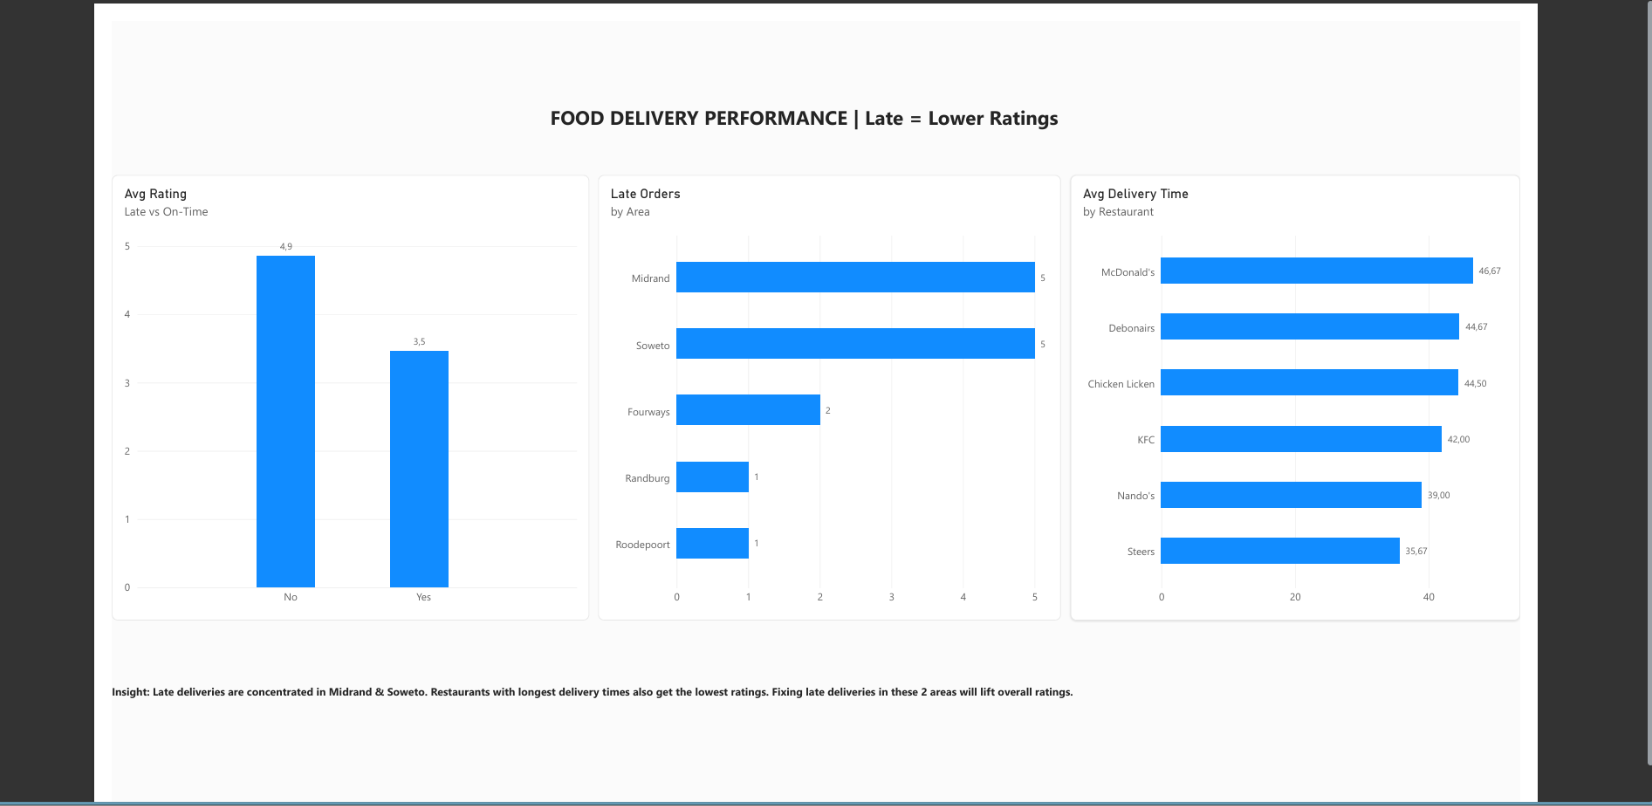 FOOD DELIVERY PERFORMANCE | Late = Lower Ratings
Avg Rating
Late vs On-Time
5
4
3
2
1
0
4,9
3,5
No
Yes
Late Orders
by Area
Midrand
5
Soweto
5
Fourways
2
Randburg
1
Roodepoort
1
0
1
2
3
4
5
Avg Delivery Time
by Restaurant
McDonald's
46,67
Debonairs
44,67
Chicken Licken
44,50
KFC
42,00
Nando's
39,00
Steers
35,67
0
20
40
Insight: Late deliveries are concentrated in Midrand & Soweto. Restaurants with longest delivery times also get the lowest ratings. Fixing late deliveries in these 2 areas will lift overall ratings.